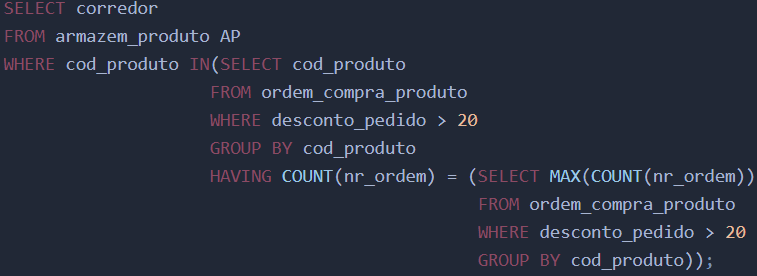 SELECT corredor
FROM armazem_produto AP
WHERE cod_produto IN(SELECT cod_produto
FROM ordem_compra_produto
WHERE desconto_pedido > 20
GROUP BY cod_produto
HAVING COUNT(nr_ordem) = (SELECT MAX(COUNT(nr_ordem))
FROM ordem_compra_produto
WHERE desconto_pedido > 20
GROUP BY cod_produto));